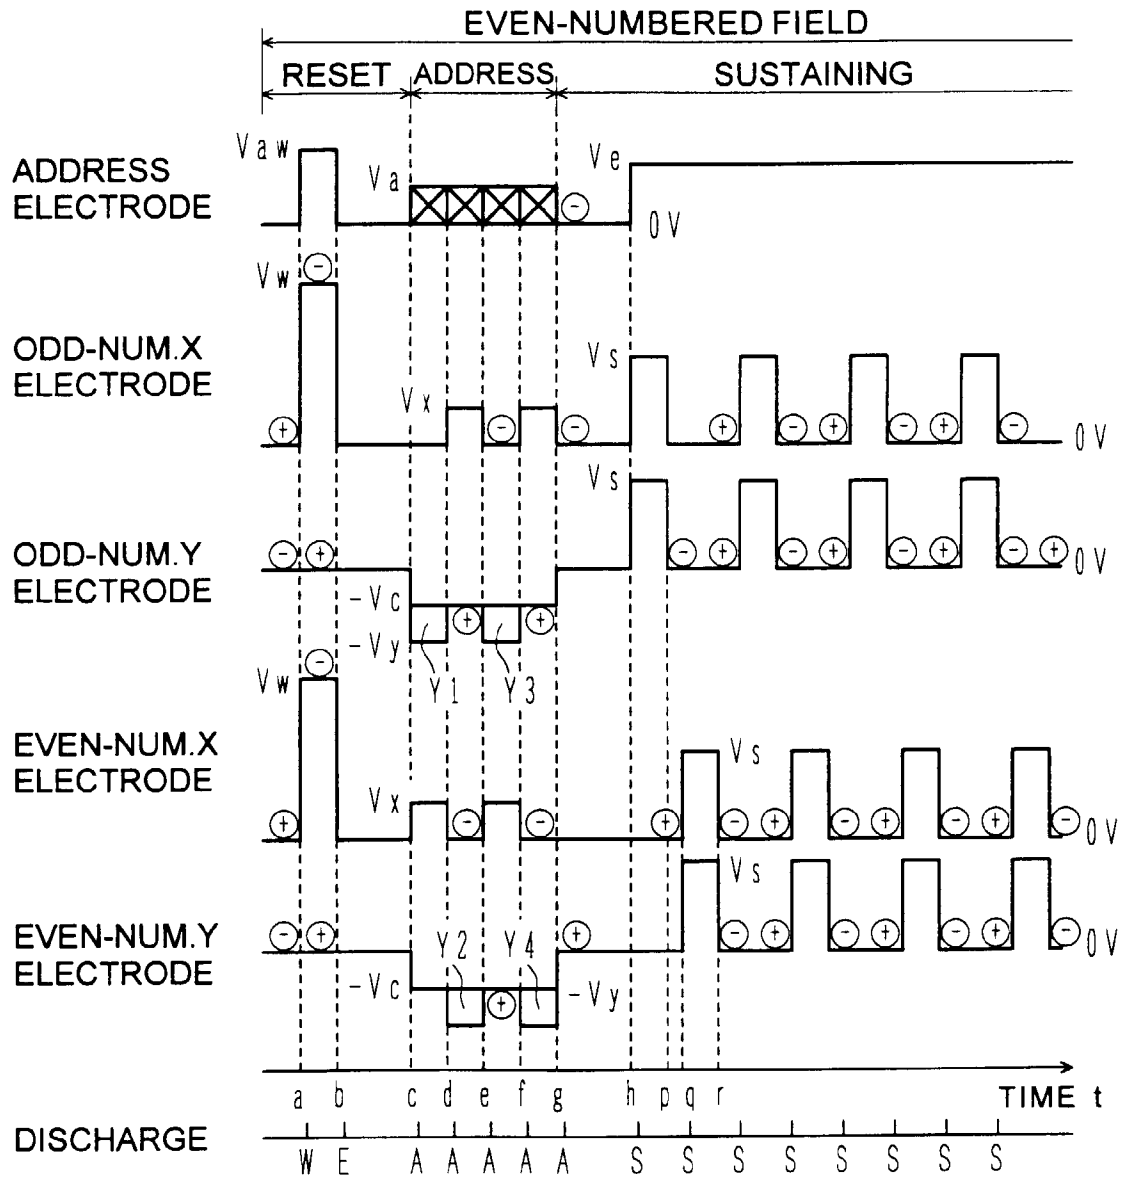 EVEN-NUMBERED FIELD
RESET ADDRESS SUSTAINING
Vaw
Va
Ve
ADDRESS
ELECTRODE
-
0V
Vw -
ODD-NUM.X
ELECTRODE
Vs
Vx
+ - - + - + - + -
0V
Vs
ODD-NUM.Y
ELECTRODE
- + - + - + - + - +
0V
-Vc
+ +
-Vy
Y1 Y3
Vw -
EVEN-NUM.X
ELECTRODE
Vs
Vx
+ - - + - + - + - + -
0V
Vs
EVEN-NUM.Y
ELECTRODE
- + + - + - + - + -
0V
Y2 Y4
-Vc + -Vy
a b c d e f g h p q r TIME t
DISCHARGE
W E A A A A A S S S S S S S S